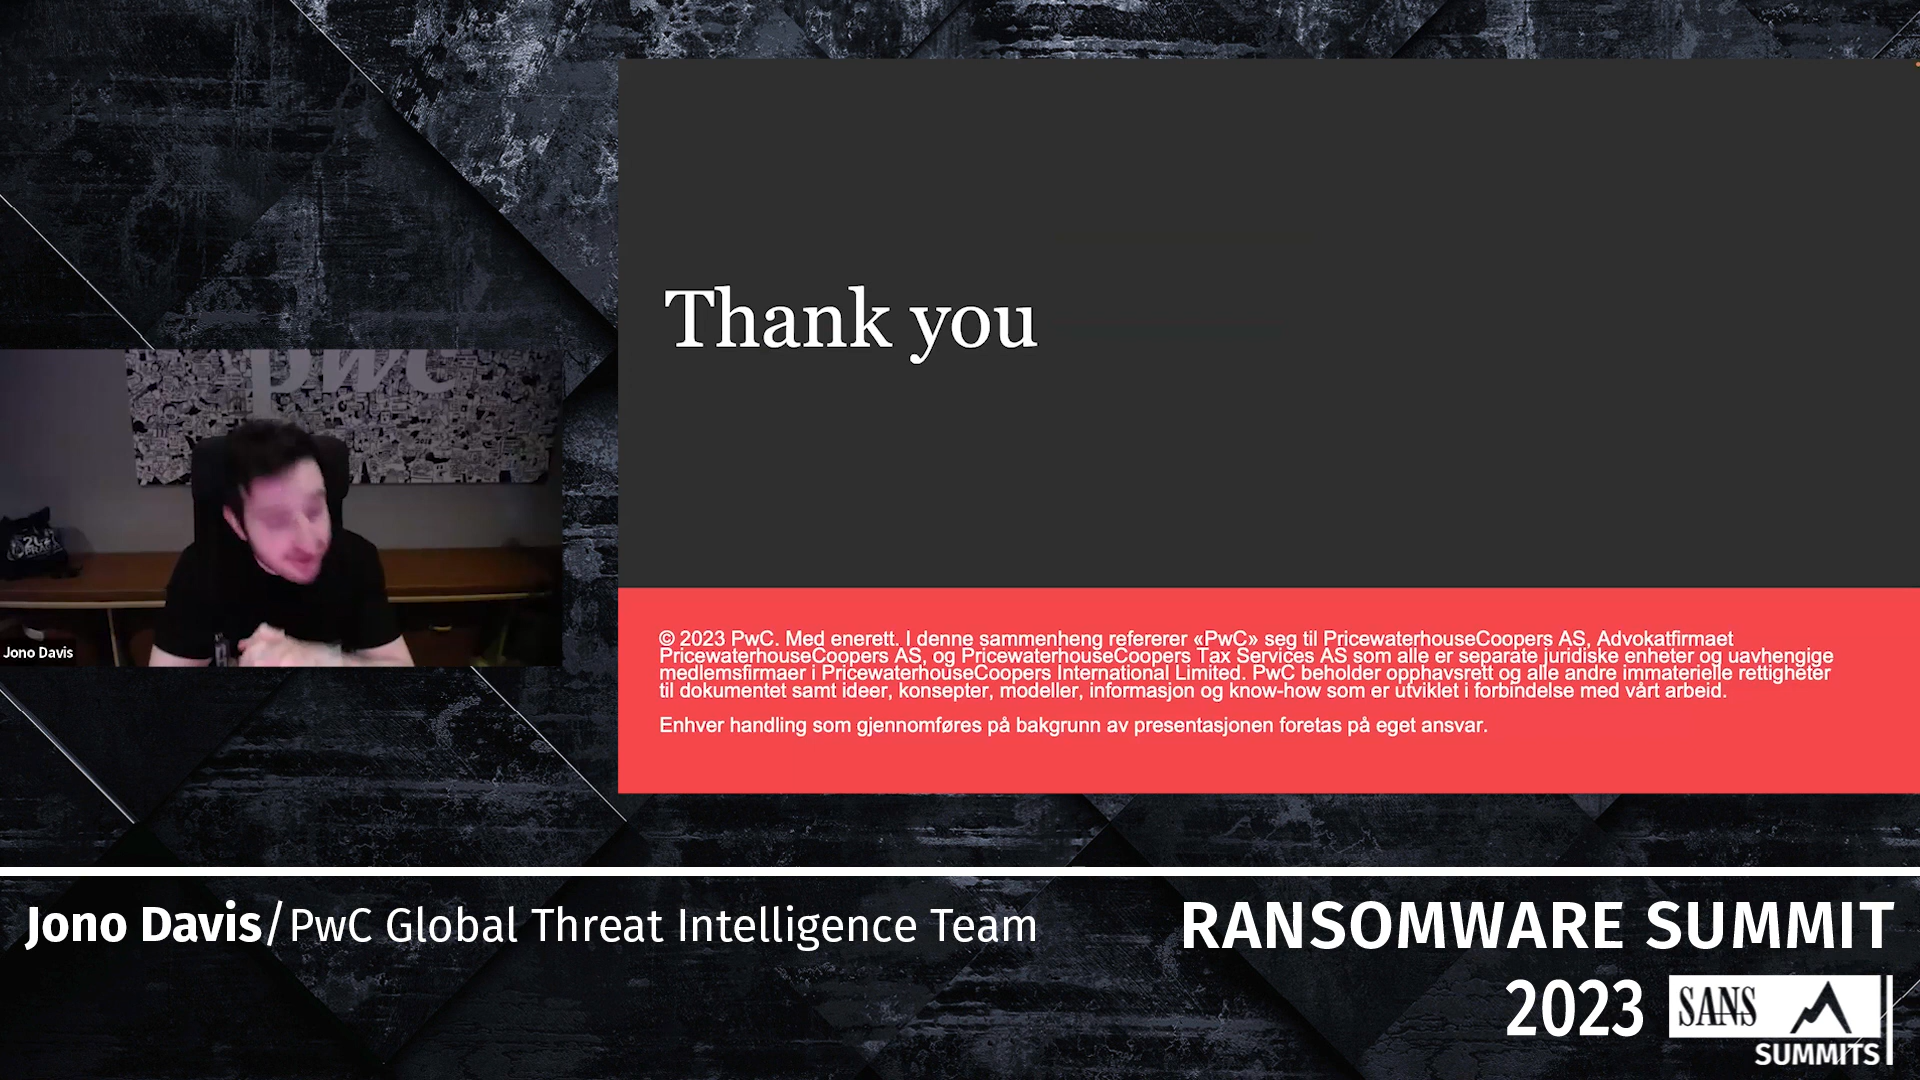 Thank you
pwc
Jono Davis
© 2023 PwC. Med enerett. I denne sammenheng refererer «PwC» seg til PricewaterhouseCoopers AS, Advokatfirmaet
PricewaterhouseCoopers AS, og PricewaterhouseCoopers Tax Services AS som alle er separate juridiske enheter og uavhengige
medlemsfirmaer i PricewaterhouseCoopers International Limited. PwC beholder opphavsrett og alle andre immaterielle rettigheter
til dokumentet samt ideer, konsepter, modeller, informasjon og know-how som er utviklet i forbindelse med vårt arbeid.
Enhver handling som gjennomføres på bakgrunn av presentasjonen foretas på eget ansvar.
Jono Davis/PwC Global Threat Intelligence Team
RANSOMWARE SUMMIT
2023
SANS
SUMMITS